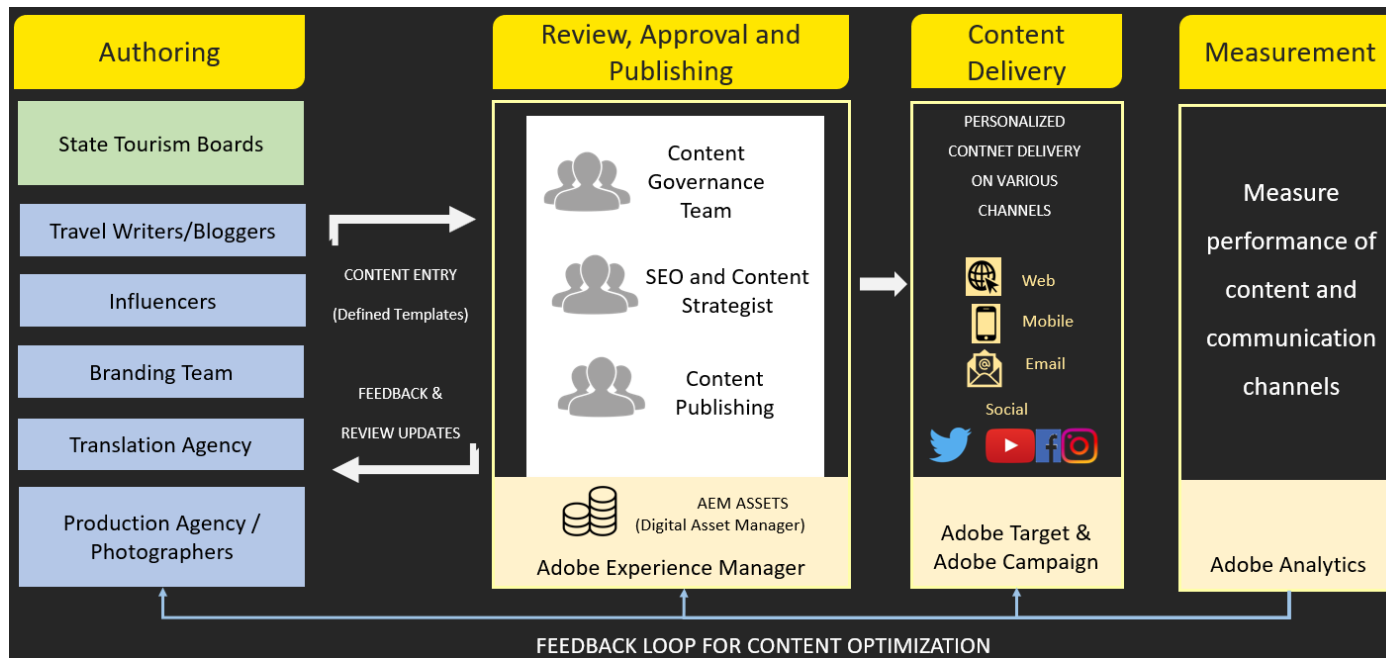 Authoring
State Tourism Boards
Travel Writers/Bloggers
Influencers
Branding Team
Translation Agency
Production Agency /
Photographers
CONTENT ENTRY
(Defined Templates)
FEEDBACK &
REVIEW UPDATES
Review, Approval and
Publishing
Content
Governance
Team
SEO and Content
Strategist
Content
Publishing
AEM ASSETS
(Digital Asset Manager)
Adobe Experience Manager
Content
Delivery
PERSONALIZED
CONTNET DELIVERY
ON VARIOUS
CHANNELS
Web
Mobile
Email
Social
Adobe Target &
Adobe Campaign
Measurement
Measure
performance of
content and
communication
channels
Adobe Analytics
FEEDBACK LOOP FOR CONTENT OPTIMIZATION